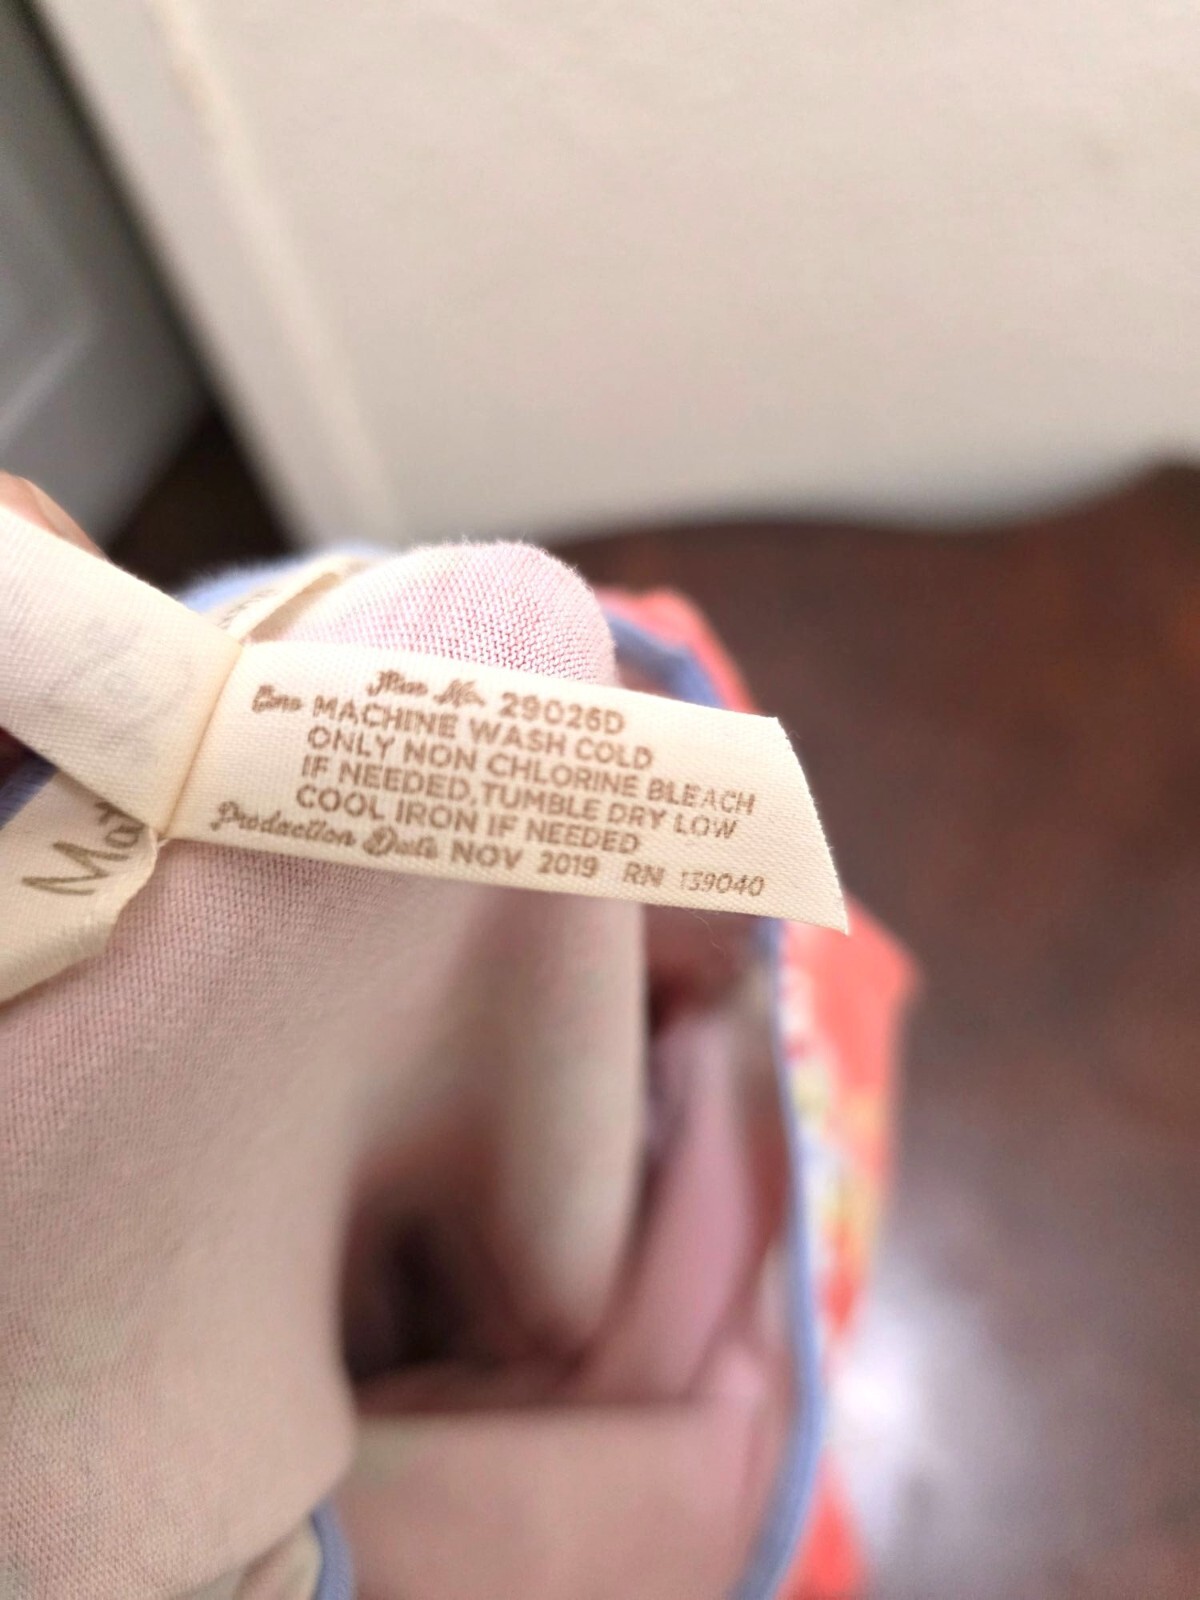 Item No. 29026D
Care MACHINE WASH COLD
ONLY NON CHLORINE BLEACH
IF NEEDED, TUMBLE DRY LOW
COOL IRON IF NEEDED
Production Date NOV 2019 RN 139040
Mat